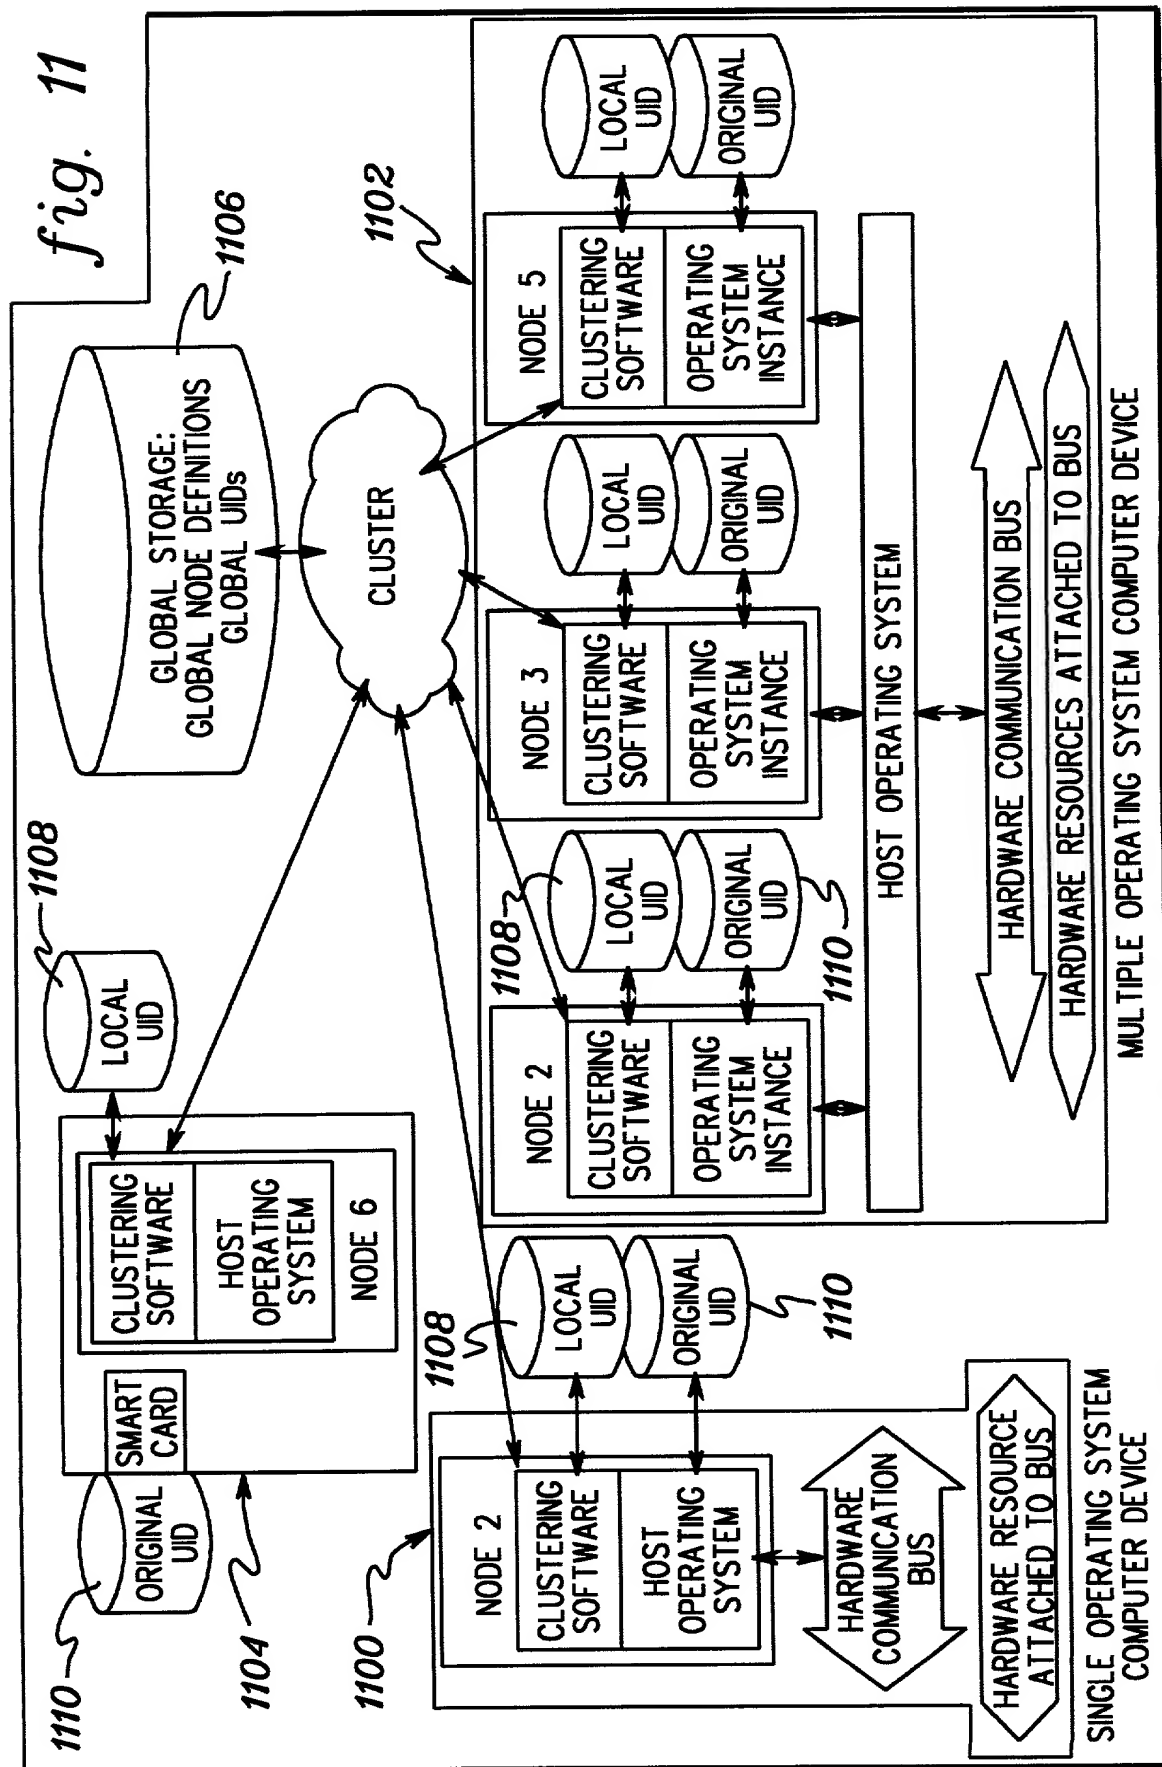 fig. 11
1110
ORIGINAL
UID
SMART
CARD
1104
CLUSTERING
SOFTWARE
HOST
OPERATING
SYSTEM
NODE 6
LOCAL
UID
1108
GLOBAL STORAGE:
GLOBAL NODE DEFINITIONS
GLOBAL UIDs
1106
CLUSTER
1100
NODE 2
CLUSTERING
SOFTWARE
HOST
OPERATING
SYSTEM
1108
LOCAL
UID
ORIGINAL
UID
1110
HARDWARE
COMMUNICATION
BUS
HARDWARE RESOURCE
ATTACHED TO BUS
SINGLE OPERATING SYSTEM
COMPUTER DEVICE
1102
NODE 2
CLUSTERING
SOFTWARE
OPERATING
SYSTEM
INSTANCE
1108
LOCAL
UID
ORIGINAL
UID
1110
NODE 3
CLUSTERING
SOFTWARE
OPERATING
SYSTEM
INSTANCE
LOCAL
UID
ORIGINAL
UID
NODE 5
CLUSTERING
SOFTWARE
OPERATING
SYSTEM
INSTANCE
LOCAL
UID
ORIGINAL
UID
HOST OPERATING SYSTEM
HARDWARE COMMUNICATION BUS
HARDWARE RESOURCES ATTACHED TO BUS
MULTIPLE OPERATING SYSTEM COMPUTER DEVICE